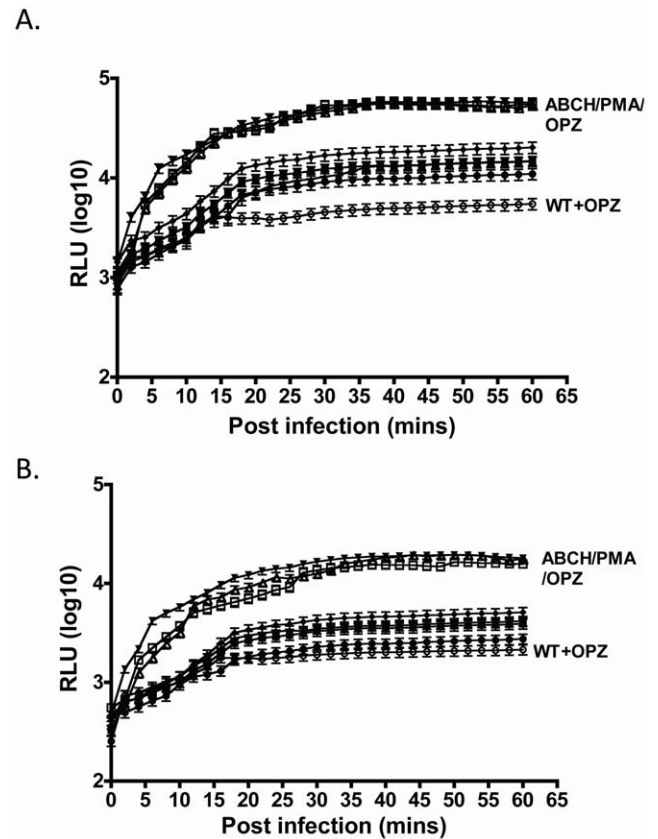 A.
5
ABCH/PMA/
OPZ
4
WT+OPZ
RLU (log10)
3
2
0 5 10 15 20 25 30 35 40 45 50 55 60 65
Post infection (mins)
B.
5
ABCH/PMA
/OPZ
4
WT+OPZ
RLU (log10)
3
2
0 5 10 15 20 25 30 35 40 45 50 55 60 65
Post infection (mins)